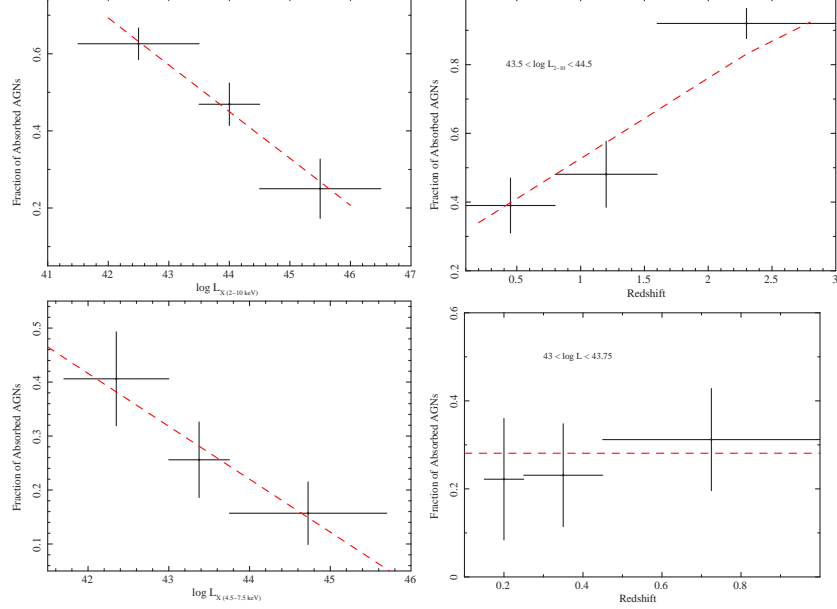 0.6
0.4
0.2
Fraction of Absorbed AGNs
41 42 43 44 45 46 47
log L X (2−10 keV)
0.8
0.6
0.4
0.2
Fraction of Absorbed AGNs
43.5 < log L 2−10 < 44.5
0.5 1 1.5 2 2.5 3
Redshift
0.5
0.4
0.3
0.2
0.1
Fraction of Absorbed AGNs
42 43 44 45 46
log L X (4.5−7.5 keV)
0.6
0.4
0.2
0
Fraction of Absorbed AGNs
43 < log L < 43.75
0.2 0.4 0.6 0.8
Redshift